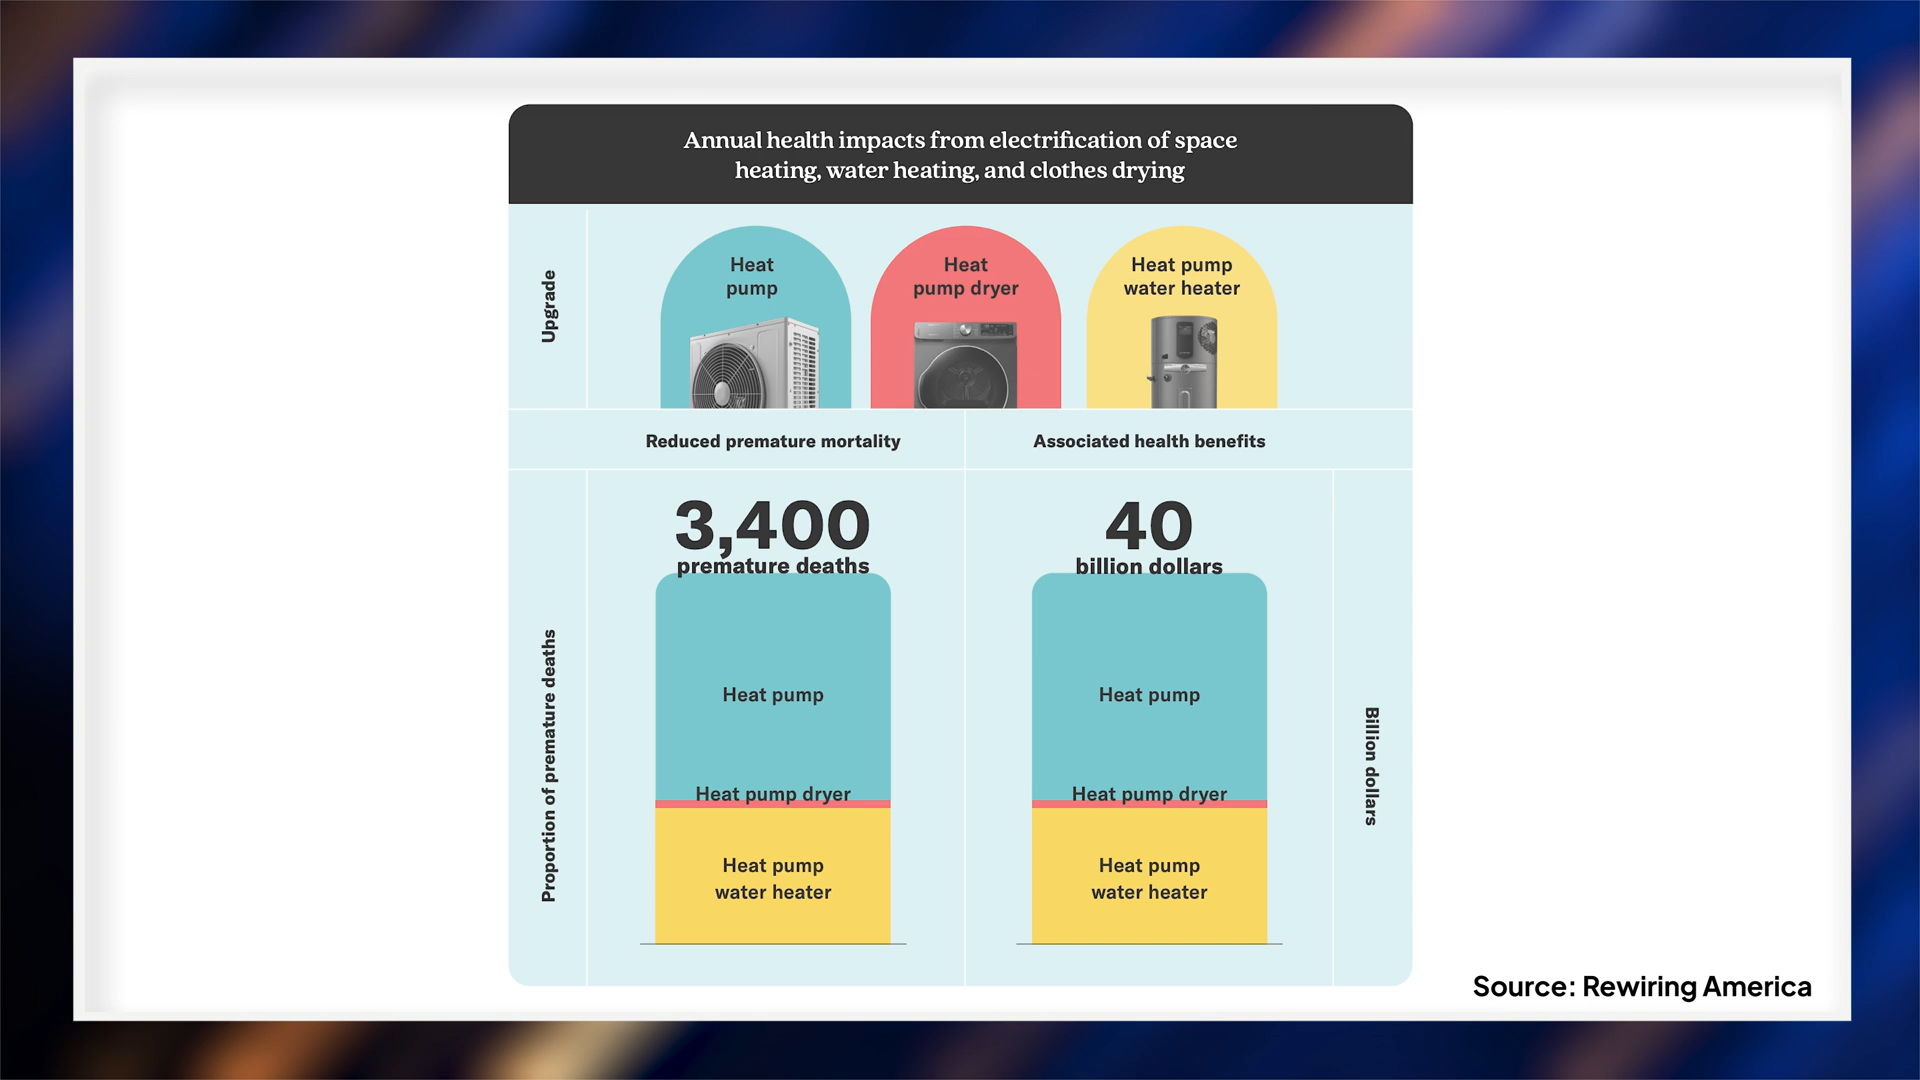 Annual health impacts from electrification of space
heating, water heating, and clothes drying
Upgrade
Heat
pump
Heat
pump dryer
Heat pump
water heater
Reduced premature mortality
Associated health benefits
Proportion of premature deaths
3,400
premature deaths
Heat pump
Heat pump dryer
Heat pump
water heater
40
billion dollars
Heat pump
Heat pump dryer
Heat pump
water heater
Billion dollars
Source: Rewiring America